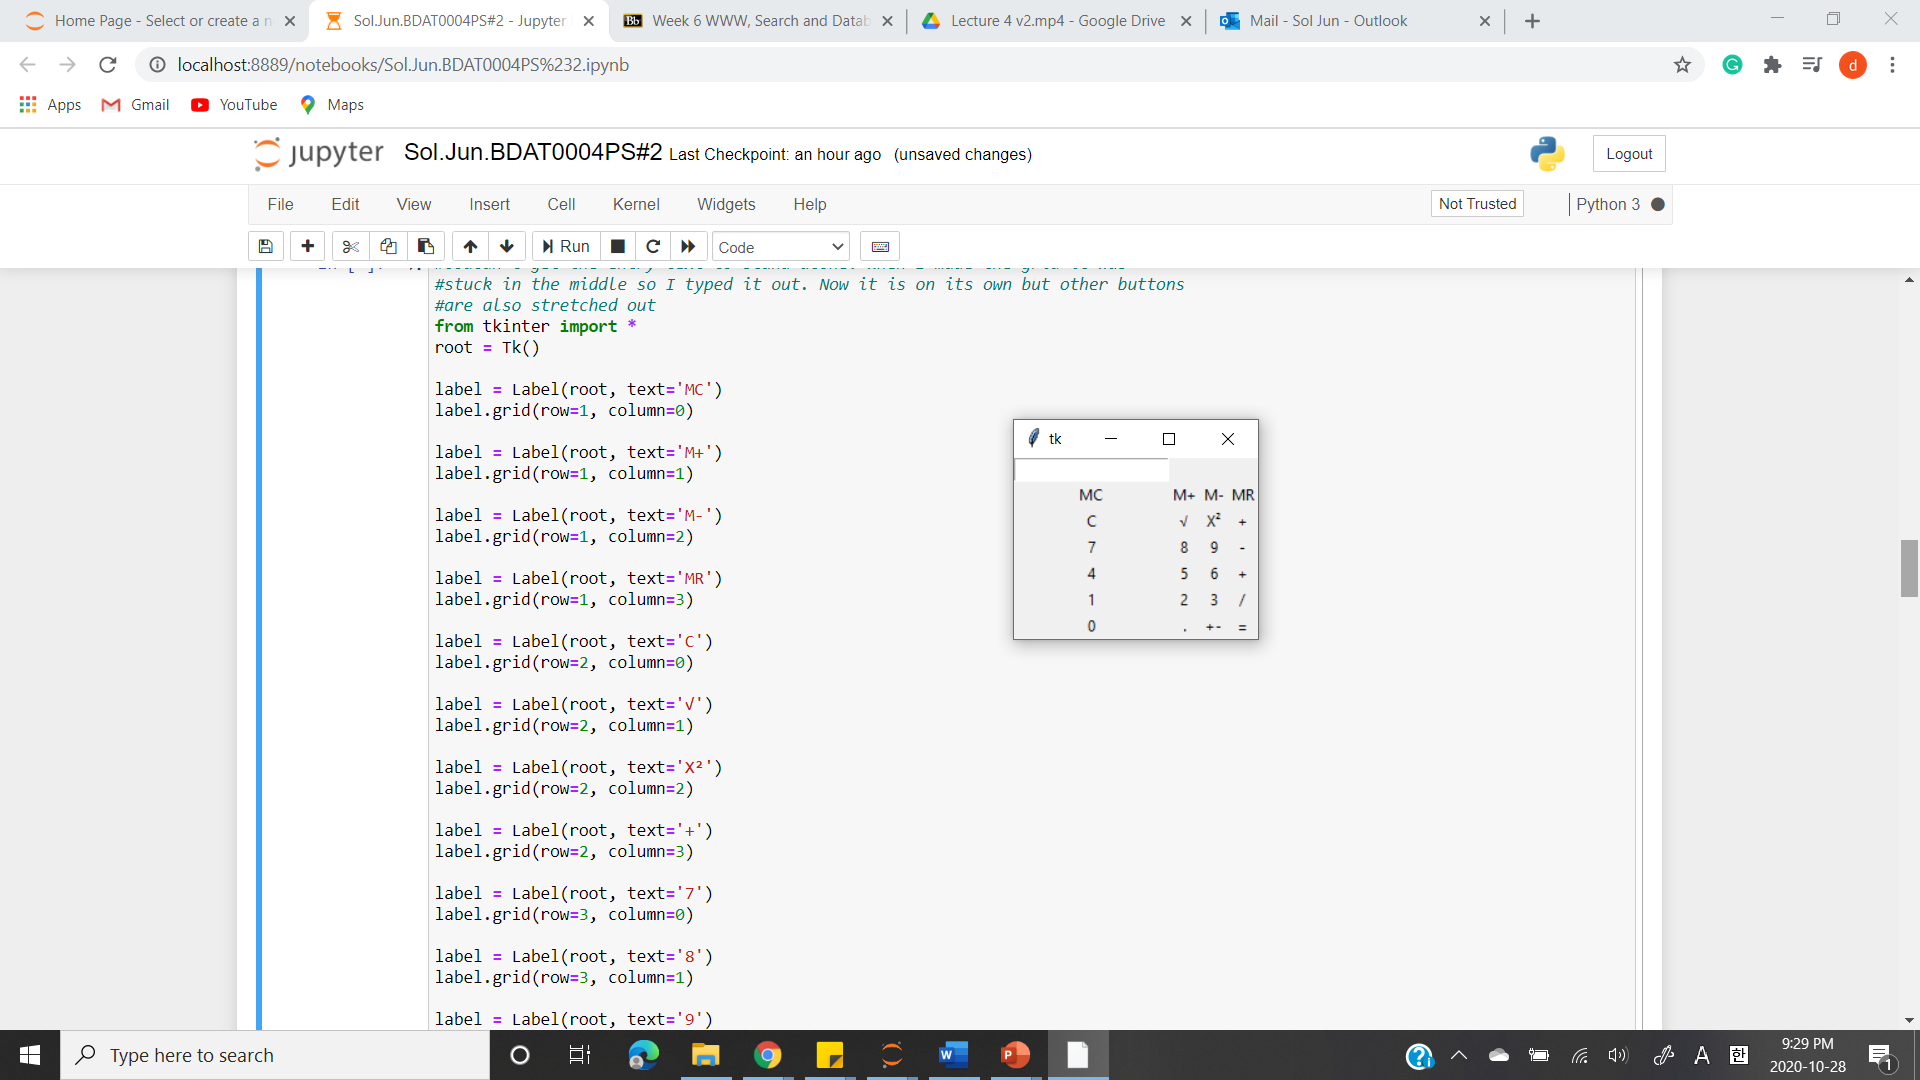 Home Page - Select or create a n
Sol.Jun.BDAT0004PS#2 - Jupyter
Bb Week 6 WWW, Search and Datab
Lecture 4 v2.mp4 - Google Drive
Mail - Sol Jun - Outlook
localhost:8889/notebooks/Sol.Jun.BDAT0004PS%232.ipynb
d
Apps Gmail YouTube Maps
jupyter Sol.Jun.BDAT0004PS#2 Last Checkpoint: an hour ago (unsaved changes)
Logout
File Edit View Insert Cell Kernel Widgets Help
Not Trusted Python 3
Run Code
#stuck in the middle so I typed it out. Now it is on its own but other buttons
#are also stretched out
from tkinter import *
root = Tk()
label = Label(root, text='MC')
label.grid(row=1, column=0)
label = Label(root, text='M+')
label.grid(row=1, column=1)
label = Label(root, text='M-')
label.grid(row=1, column=2)
label = Label(root, text='MR')
label.grid(row=1, column=3)
label = Label(root, text='C')
label.grid(row=2, column=0)
label = Label(root, text='√')
label.grid(row=2, column=1)
label = Label(root, text='X²')
label.grid(row=2, column=2)
label = Label(root, text='+')
label.grid(row=2, column=3)
label = Label(root, text='7')
label.grid(row=3, column=0)
label = Label(root, text='8')
label.grid(row=3, column=1)
label = Label(root, text='9')
tk
MC M+ M- MR
C √ X² +
7 8 9 -
4 5 6 +
1 2 3 /
0 . +- =
Type here to search
A 한
9:29 PM
2020-10-28
1